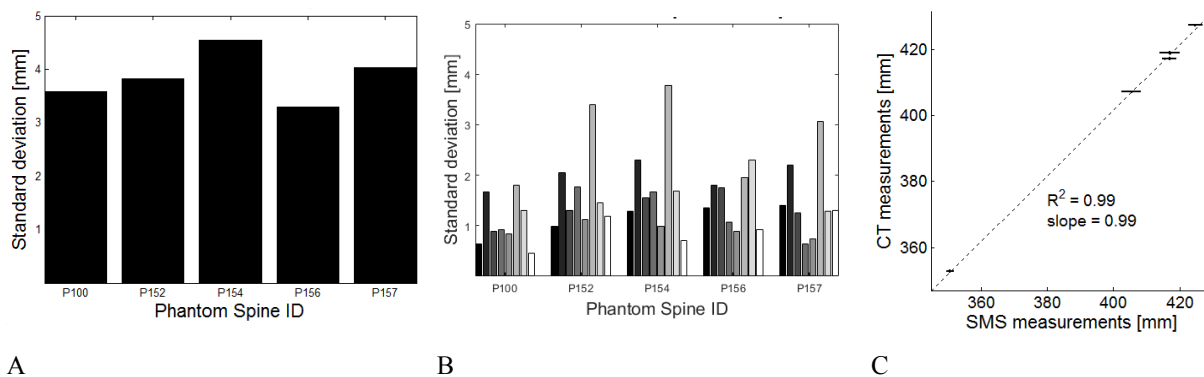 5
4
3
2
1
Standard deviation [mm]
P100 P152 P154 P156 P157
Phantom Spine ID
A
5
4
3
2
1
Standard deviation [mm]
P100 P152 P154 P156 P157
Phantom Spine ID
B
420
400
380
360
CT measurements [mm]
R² = 0.99
slope = 0.99
360 380 400 420
SMS measurements [mm]
C